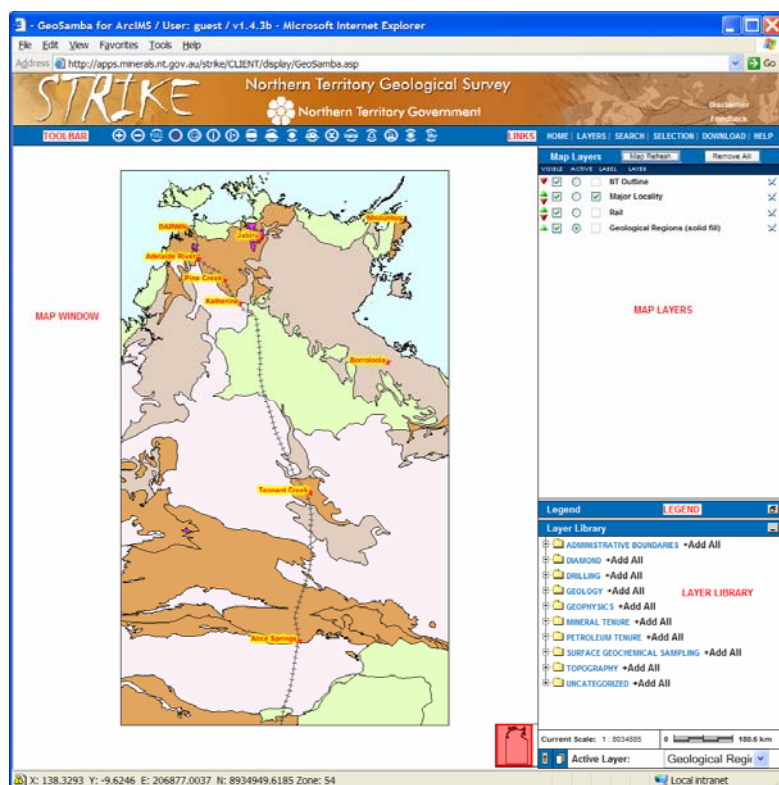 - GeoSamba for ArcIMS / User: guest / v1.4.3b - Microsoft Internet Explorer
File Edit View Favorites Tools Help
Address http://apps.minerals.nt.gov.au/strike/CLIENT/display/GeoSamba.asp Go
STRIKE
Northern Territory Geological Survey
Northern Territory Government
Disclaimer
Feedback
TOOLBAR
LINKS HOME | LAYERS | SEARCH | SELECTION | DOWNLOAD | HELP
Map Layers Map Refresh Remove All
VISIBLE ACTIVE LABEL LAYER
NT Outline
Major Locality
Rail
Geological Regions (solid fill)
MAP WINDOW
MAP LAYERS
DARWIN
Jabiru
Nhulunbuy
Adelaide River
Pine Creek
Katherine
Borroloola
Tennant Creek
Alice Springs
Legend LEGEND
Layer Library
ADMINISTRATIVE BOUNDARIES +Add All
DIAMOND +Add All
DRILLING +Add All
GEOLOGY +Add All
GEOPHYSICS +Add All
LAYER LIBRARY
MINERAL TENURE +Add All
PETROLEUM TENURE +Add All
SURFACE GEOCHEMICAL SAMPLING +Add All
TOPOGRAPHY +Add All
UNCATEGORIZED +Add All
Current Scale: 1 : 8034885 0 180.6 km
Active Layer: Geological Regi
X: 138.3293 Y: -9.6246 E: 206877.0037 N: 8934949.6185 Zone: 54 Local intranet